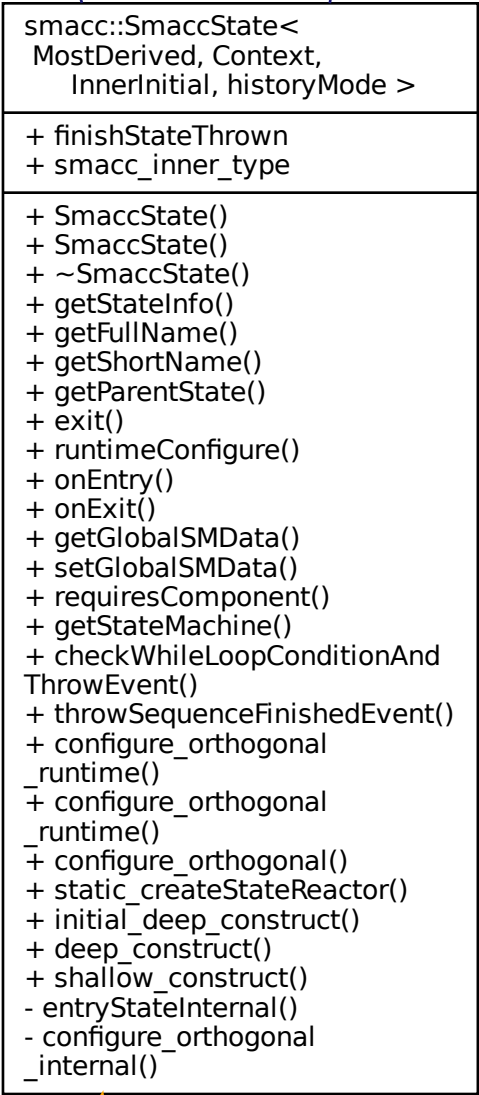 smacc::SmaccState<
MostDerived, Context,
InnerInitial, historyMode >
+ finishStateThrown
+ smacc_inner_type
+ SmaccState()
+ SmaccState()
+ ~SmaccState()
+ getStateInfo()
+ getFullName()
+ getShortName()
+ getParentState()
+ exit()
+ runtimeConfigure()
+ onEntry()
+ onExit()
+ getGlobalSMData()
+ setGlobalSMData()
+ requiresComponent()
+ getStateMachine()
+ checkWhileLoopConditionAnd
ThrowEvent()
+ throwSequenceFinishedEvent()
+ configure_orthogonal
_runtime()
+ configure_orthogonal
_runtime()
+ configure_orthogonal()
+ static_createStateReactor()
+ initial_deep_construct()
+ deep_construct()
+ shallow_construct()
- entryStateInternal()
- configure_orthogonal
_internal()